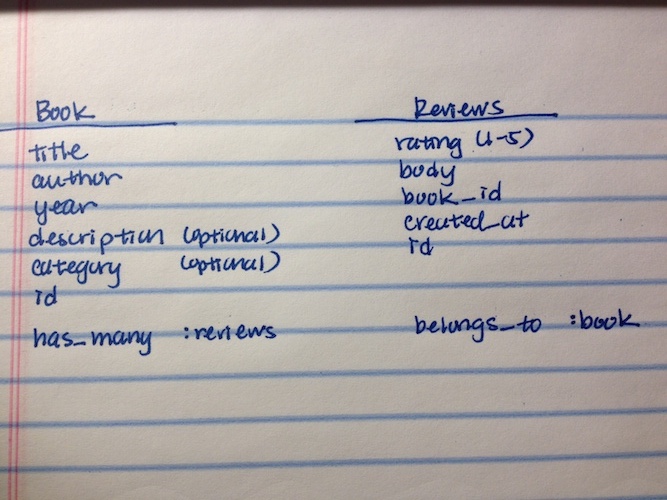 Book
title
author
year
description (optional)
category (optional)
id
has_many :reviews
Reviews
rating (1-5)
body
book_id
created_at
id
belongs_to :book